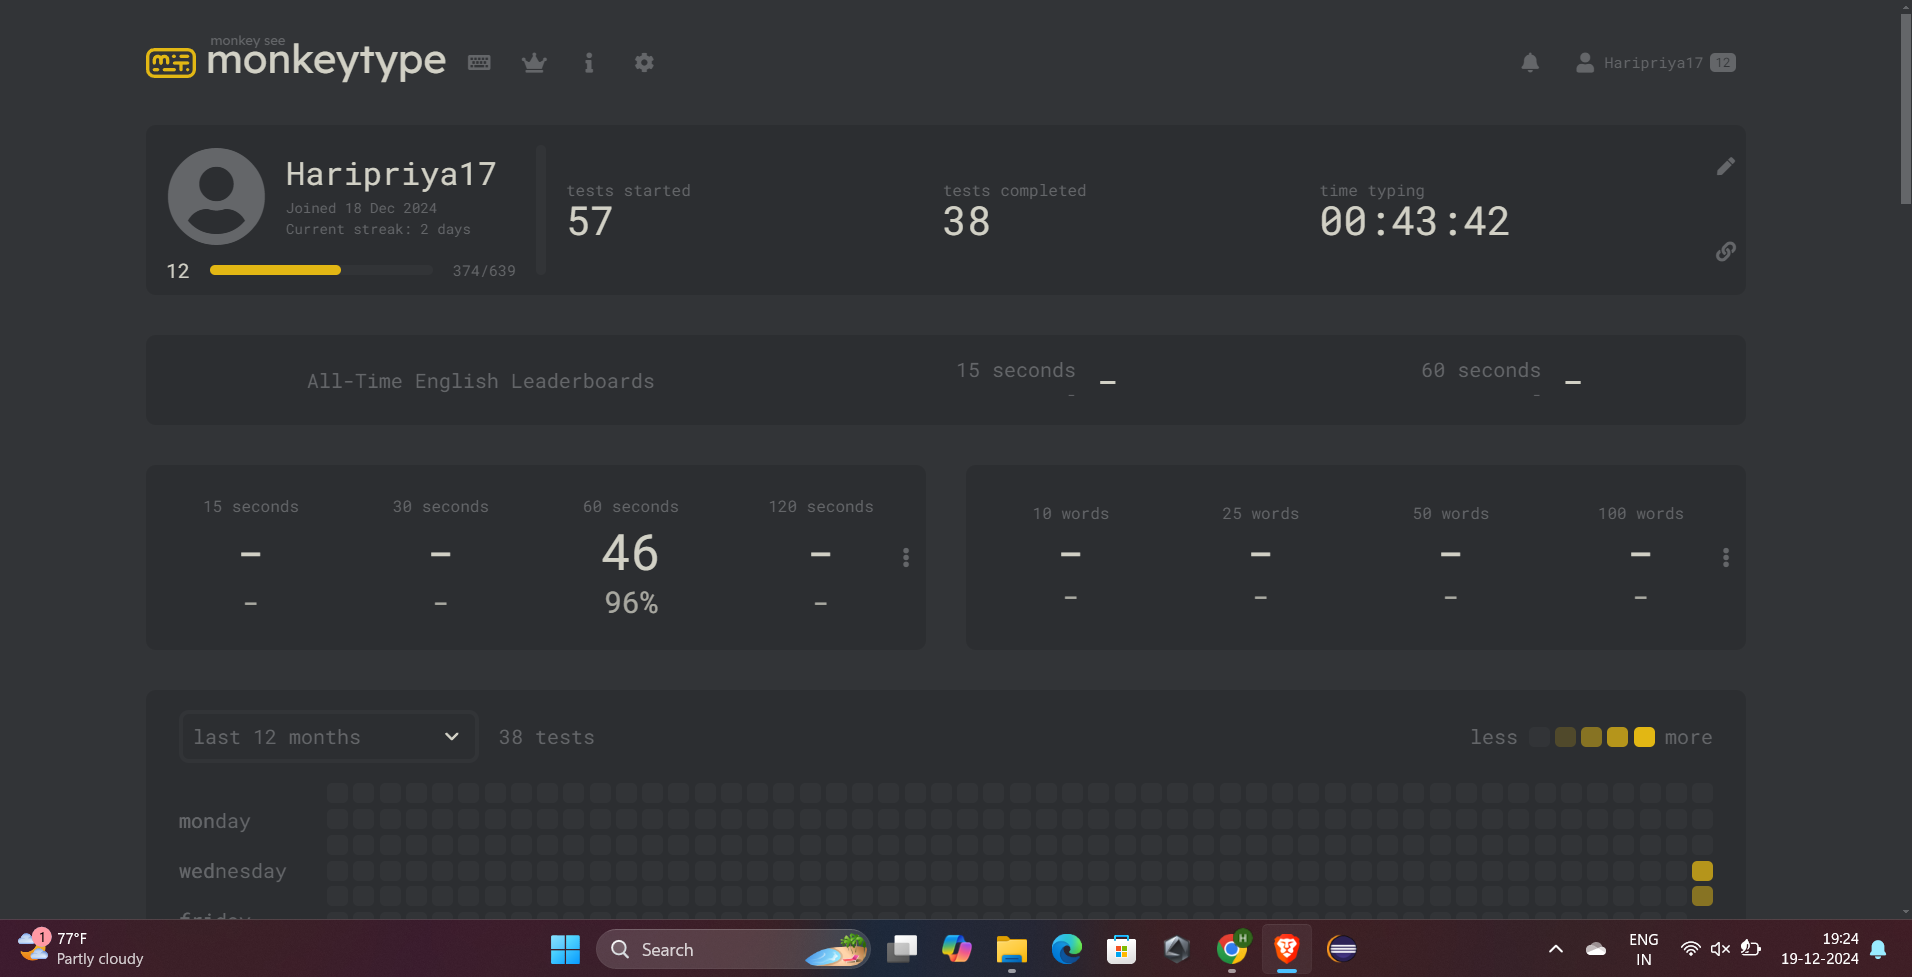 monkey see
monkeytype
Haripriya17 12
Haripriya17
Joined 18 Dec 2024
Current streak: 2 days
12 374/639
tests started
57
tests completed
38
time typing
00:43:42
All-Time English Leaderboards
15 seconds –
-
60 seconds –
-
15 seconds 30 seconds 60 seconds 120 seconds
– – 46 –
- - 96% -
10 words 25 words 50 words 100 words
– – – –
- - - -
last 12 months 38 tests less more
monday
wednesday
friday
1
77°F
Partly cloudy
Search
H
ENG
IN
19:24
19-12-2024